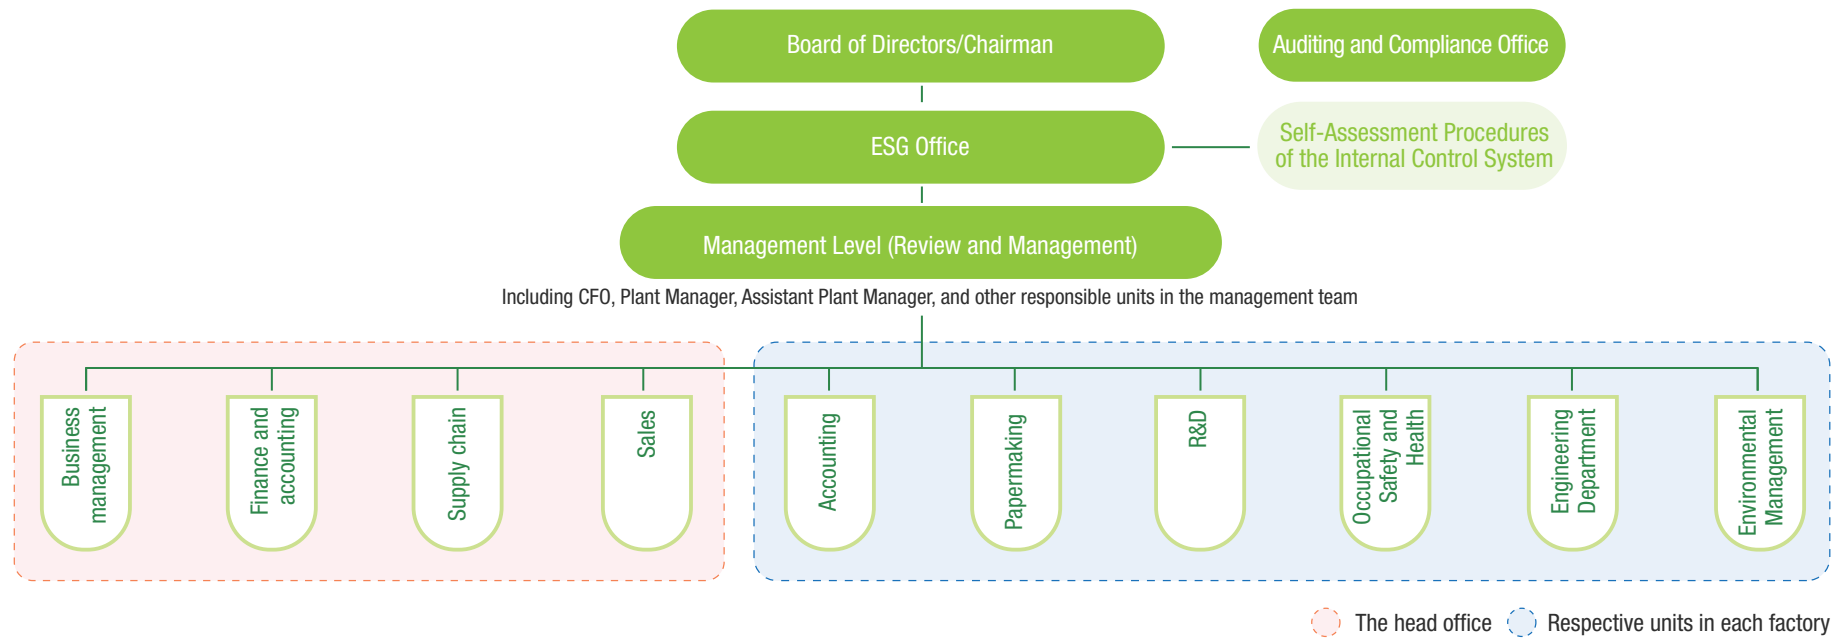 Board of Directors/Chairman
Auditing and Compliance Office
ESG Office
Self-Assessment Procedures
of the Internal Control System
Management Level (Review and Management)
Including CFO, Plant Manager, Assistant Plant Manager, and other responsible units in the management team
Business
management
Finance and
accounting
Supply chain
Sales
Accounting
Papermaking
R&D
Occupational
Safety and
Health
Engineering
Department
Environmental
Management
The head office
Respective units in each factory